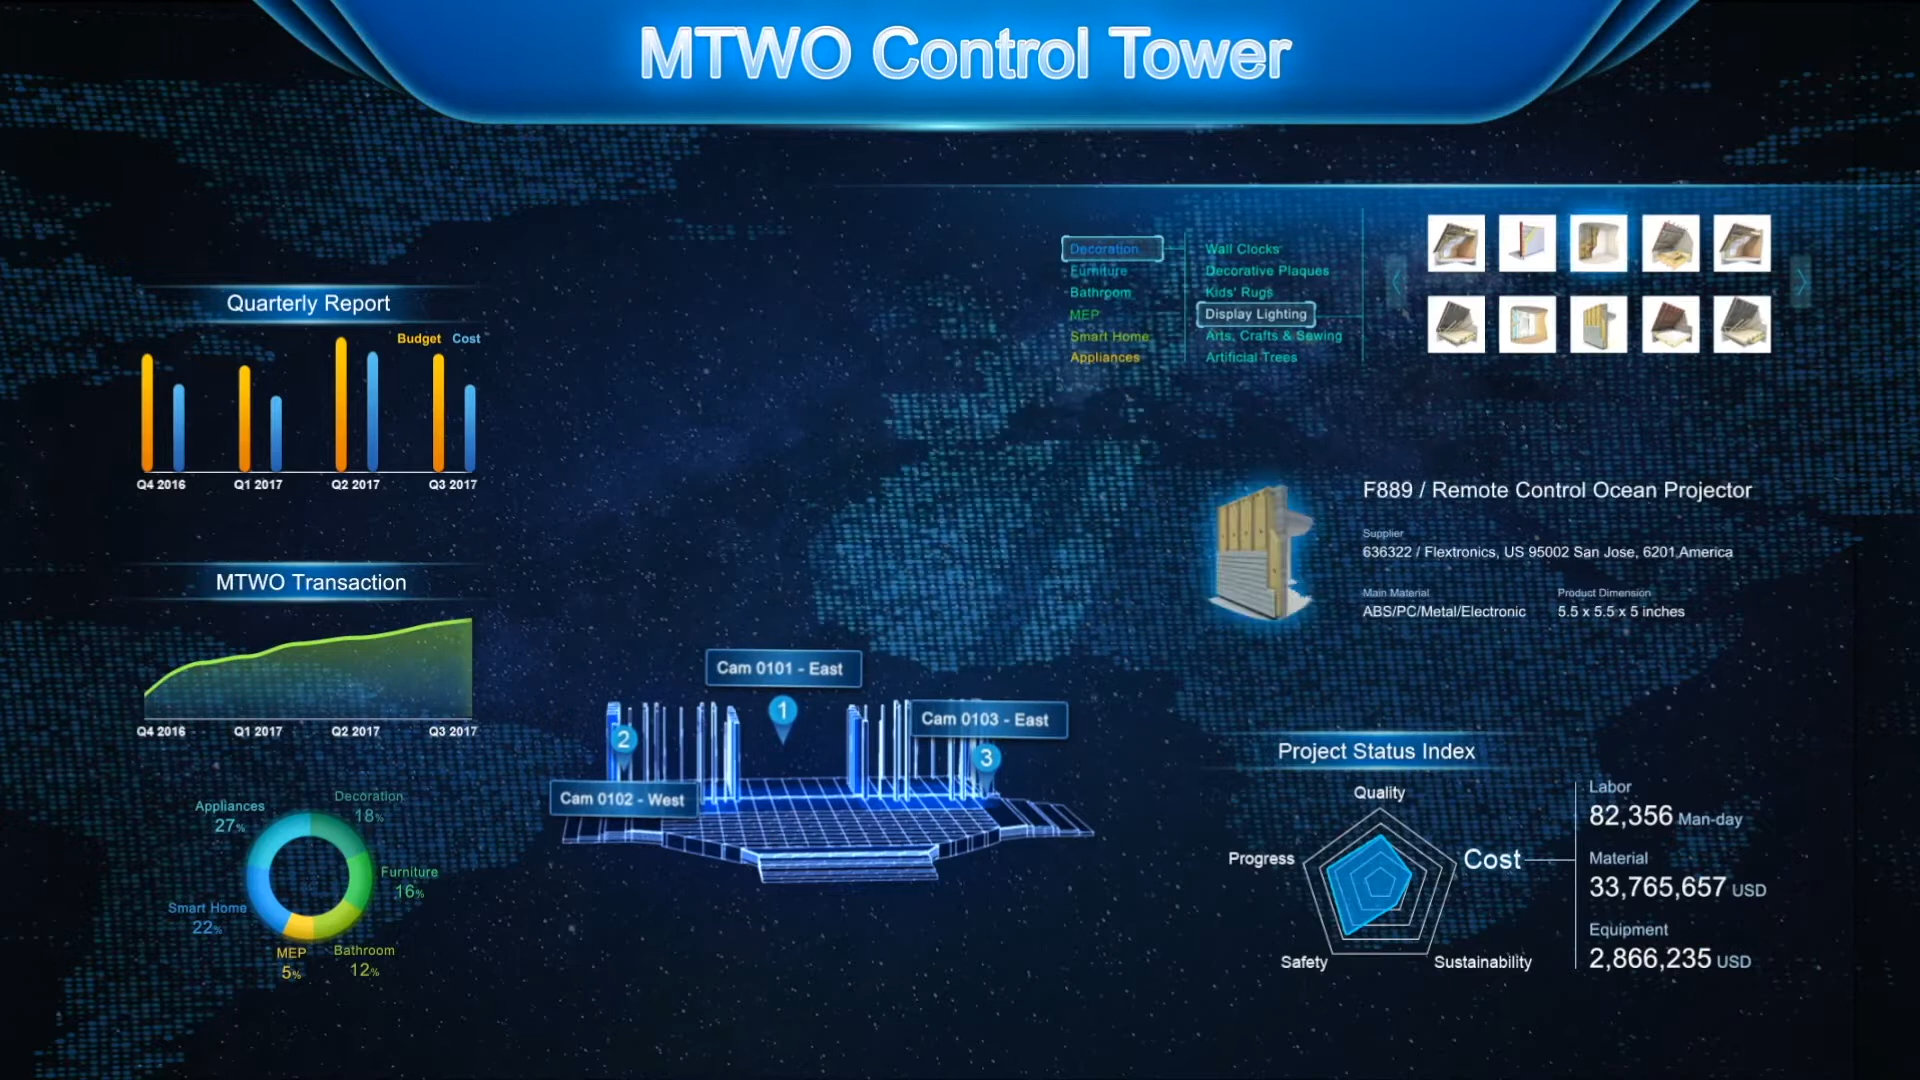 MTWO Control Tower
Quarterly Report
Budget Cost
Q4 2016 Q1 2017 Q2 2017 Q3 2017
MTWO Transaction
Q4 2016 Q1 2017 Q2 2017 Q3 2017
Appliances
27%
Decoration
18%
Furniture
16%
Smart Home
22%
MEP
5%
Bathroom
12%
Cam 0101 - East
1
2
Cam 0102 - West
Cam 0103 - East
3
Decoration
Furniture
Bathroom
MEP
Smart Home
Appliances
Wall Clocks
Decorative Plaques
Kids' Rugs
Display Lighting
Arts, Crafts & Sewing
Artificial Trees
F889 / Remote Control Ocean Projector
Supplier
636322 / Flextronics, US 95002 San Jose, 6201,America
Main Material
ABS/PC/Metal/Electronic
Product Dimension
5.5 x 5.5 x 5 inches
Project Status Index
Quality
Progress
Cost
Safety
Sustainability
Labor
82,356 Man-day
Material
33,765,657 USD
Equipment
2,866,235 USD